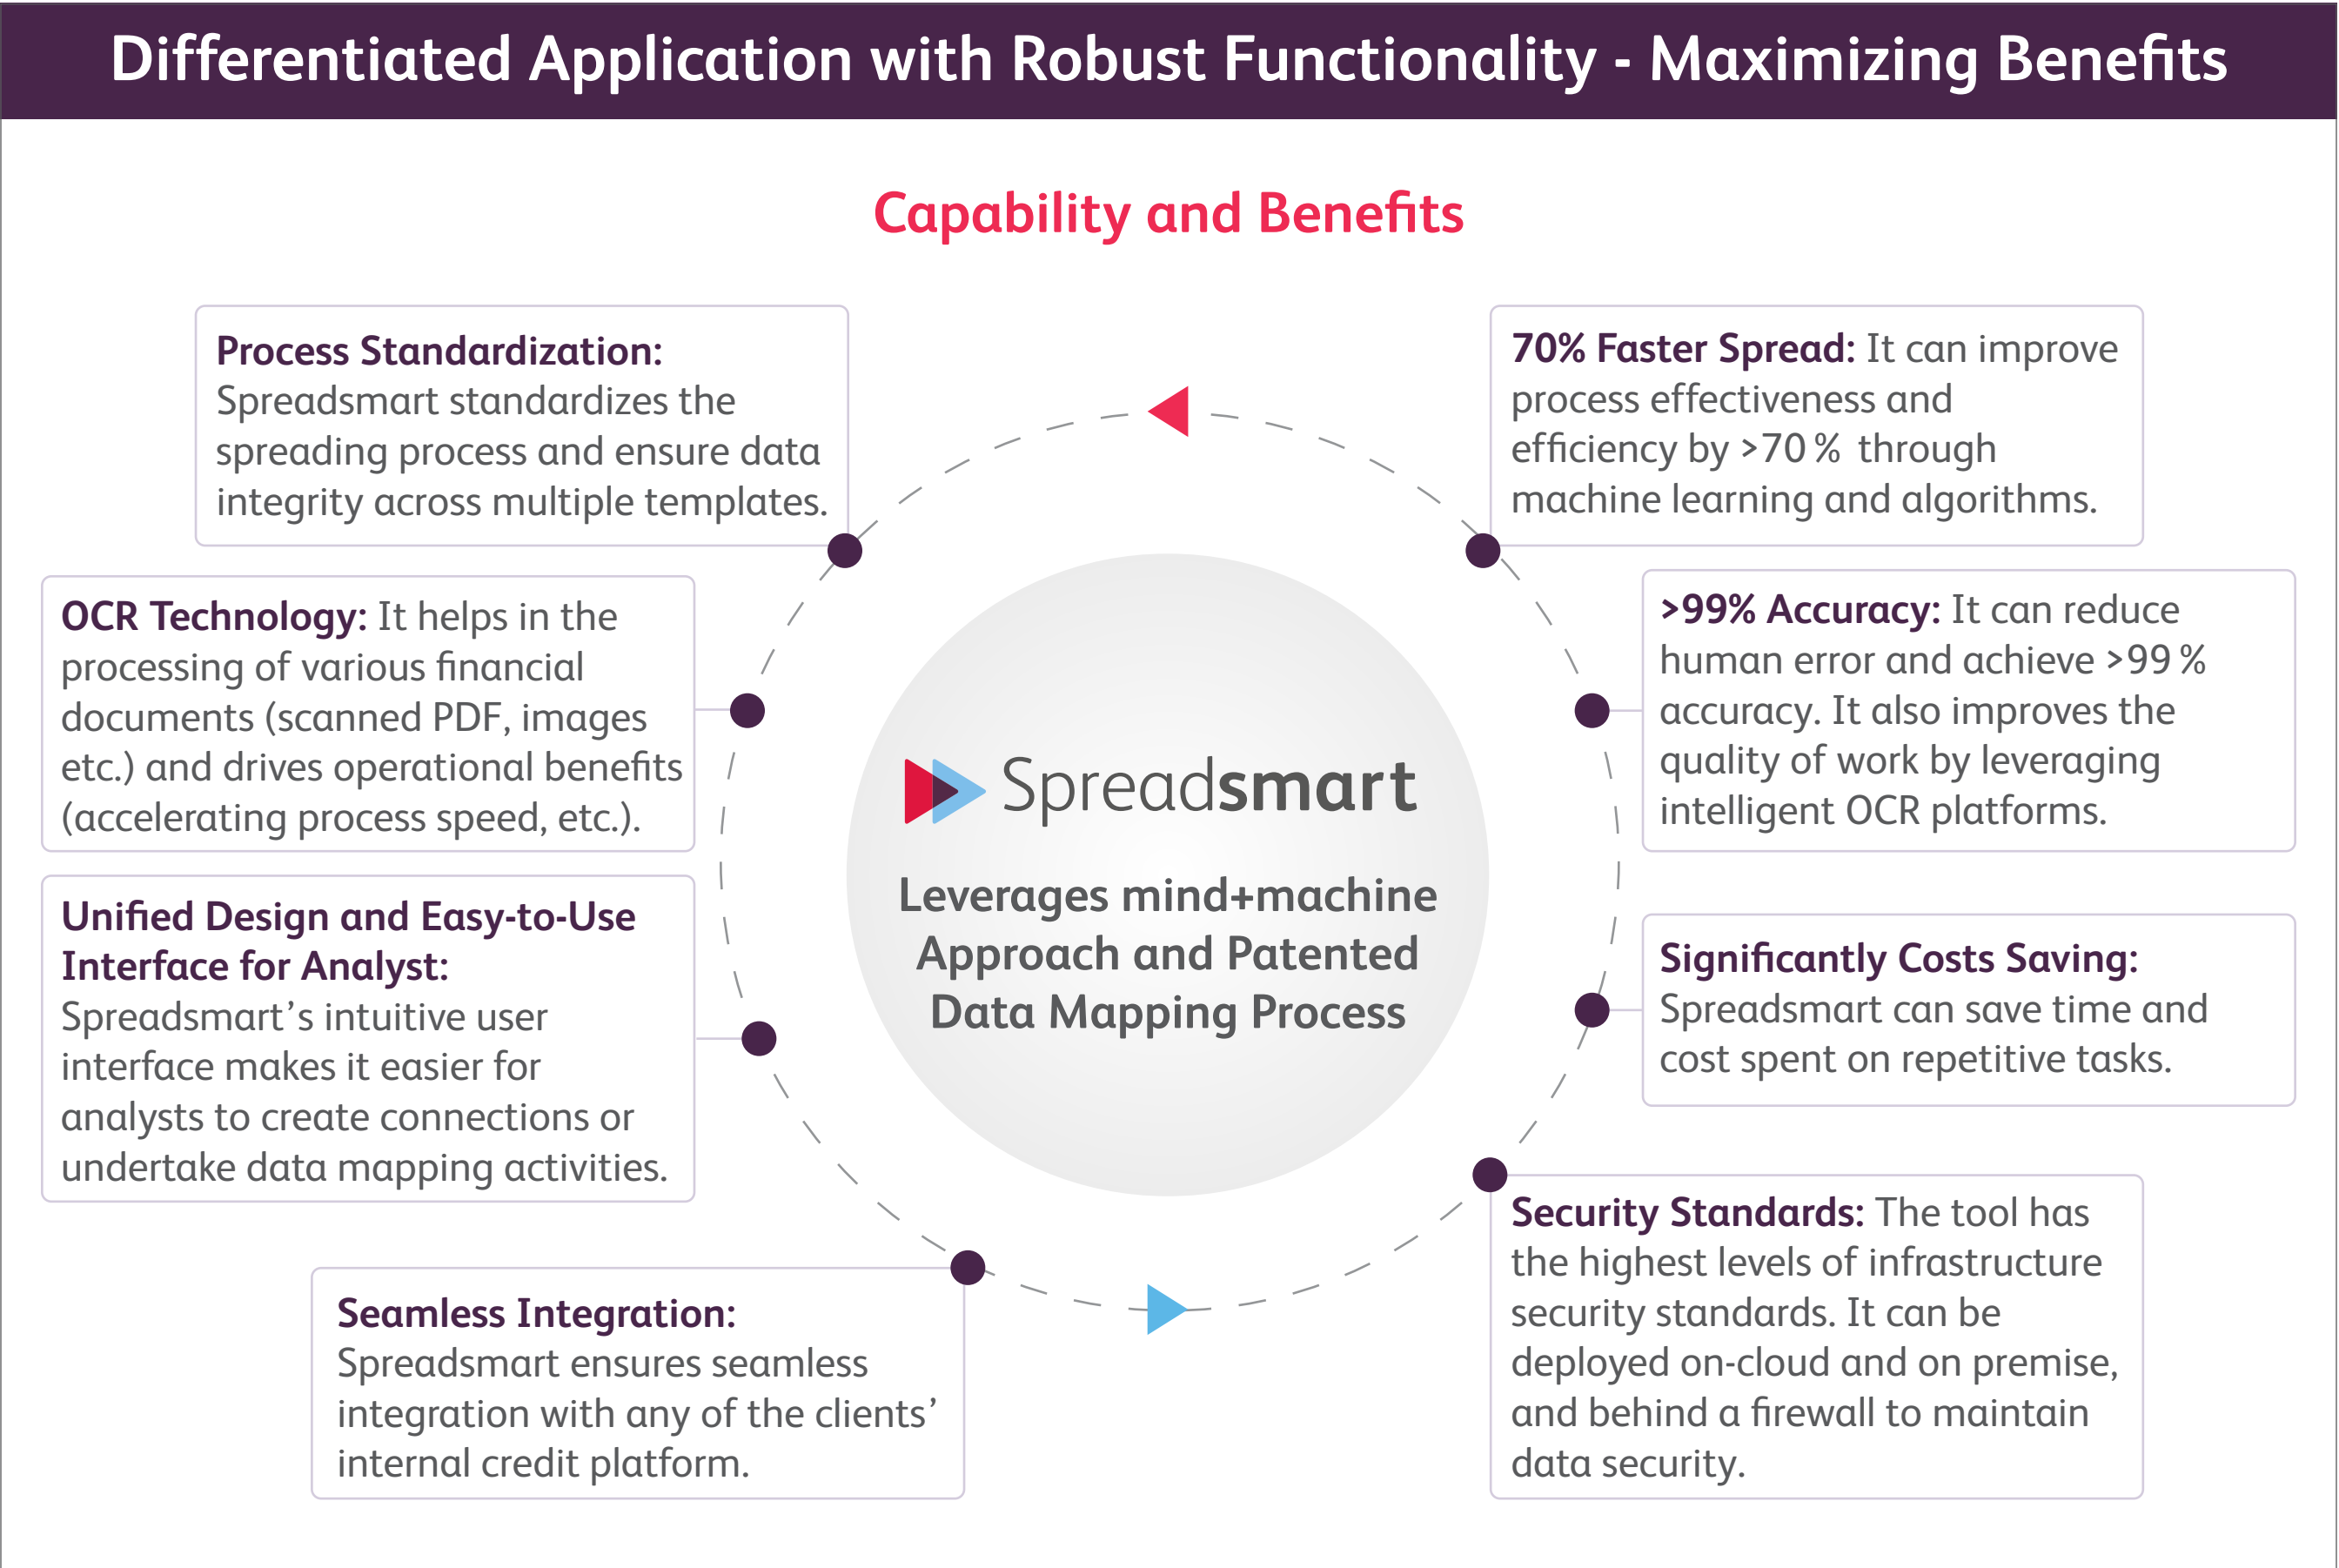 Differentiated Application with Robust Functionality - Maximizing Benefits
Capability and Benefits
Process Standardization:
Spreadsmart standardizes the
spreading process and ensure data
integrity across multiple templates.
OCR Technology: It helps in the
processing of various financial
documents (scanned PDF, images
etc.) and drives operational benefits
(accelerating process speed, etc.).
Unified Design and Easy-to-Use
Interface for Analyst:
Spreadsmart’s intuitive user
interface makes it easier for
analysts to create connections or
undertake data mapping activities.
Seamless Integration:
Spreadsmart ensures seamless
integration with any of the clients’
internal credit platform.
Spreadsmart
Leverages mind+machine
Approach and Patented
Data Mapping Process
70% Faster Spread: It can improve
process effectiveness and
efficiency by >70 % through
machine learning and algorithms.
>99% Accuracy: It can reduce
human error and achieve >99 %
accuracy. It also improves the
quality of work by leveraging
intelligent OCR platforms.
Significantly Costs Saving:
Spreadsmart can save time and
cost spent on repetitive tasks.
Security Standards: The tool has
the highest levels of infrastructure
security standards. It can be
deployed on-cloud and on premise,
and behind a firewall to maintain
data security.